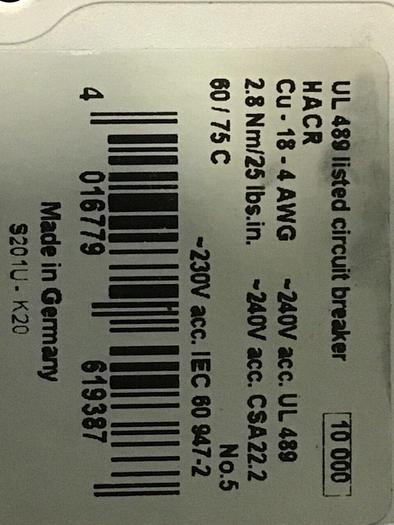 UL 489 listed circuit breaker 10 000
HACR
Cu - 18 - 4 AWG ~240V acc. UL 489
2.8 Nm/25 lbs.in. ~240V acc. CSA22.2
60 / 75 C No.5
~230V acc. IEC 60 947-2
4 016779 619387
Made in Germany
S201U - K20